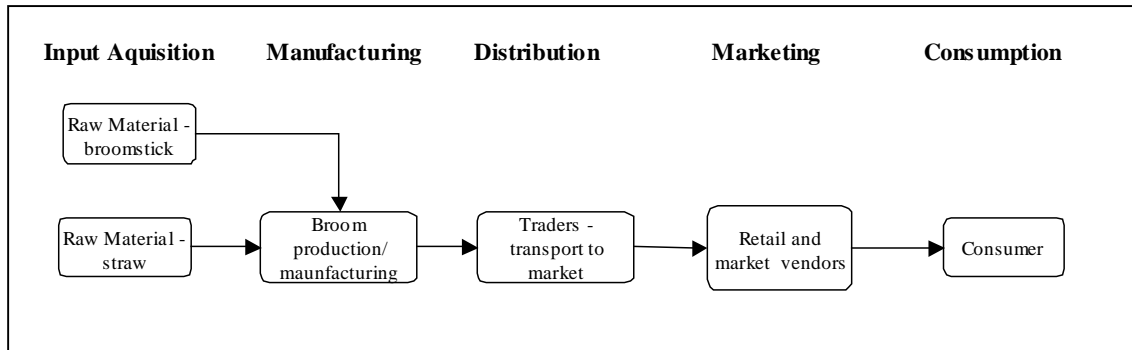 Input Aquisition
Manufacturing
Distribution
Marketing
Consumption
Raw Material -
broomstick
Raw Material -
straw
Broom
production/
maunfacturing
Traders -
transport to
market
Retail and
market vendors
Consumer